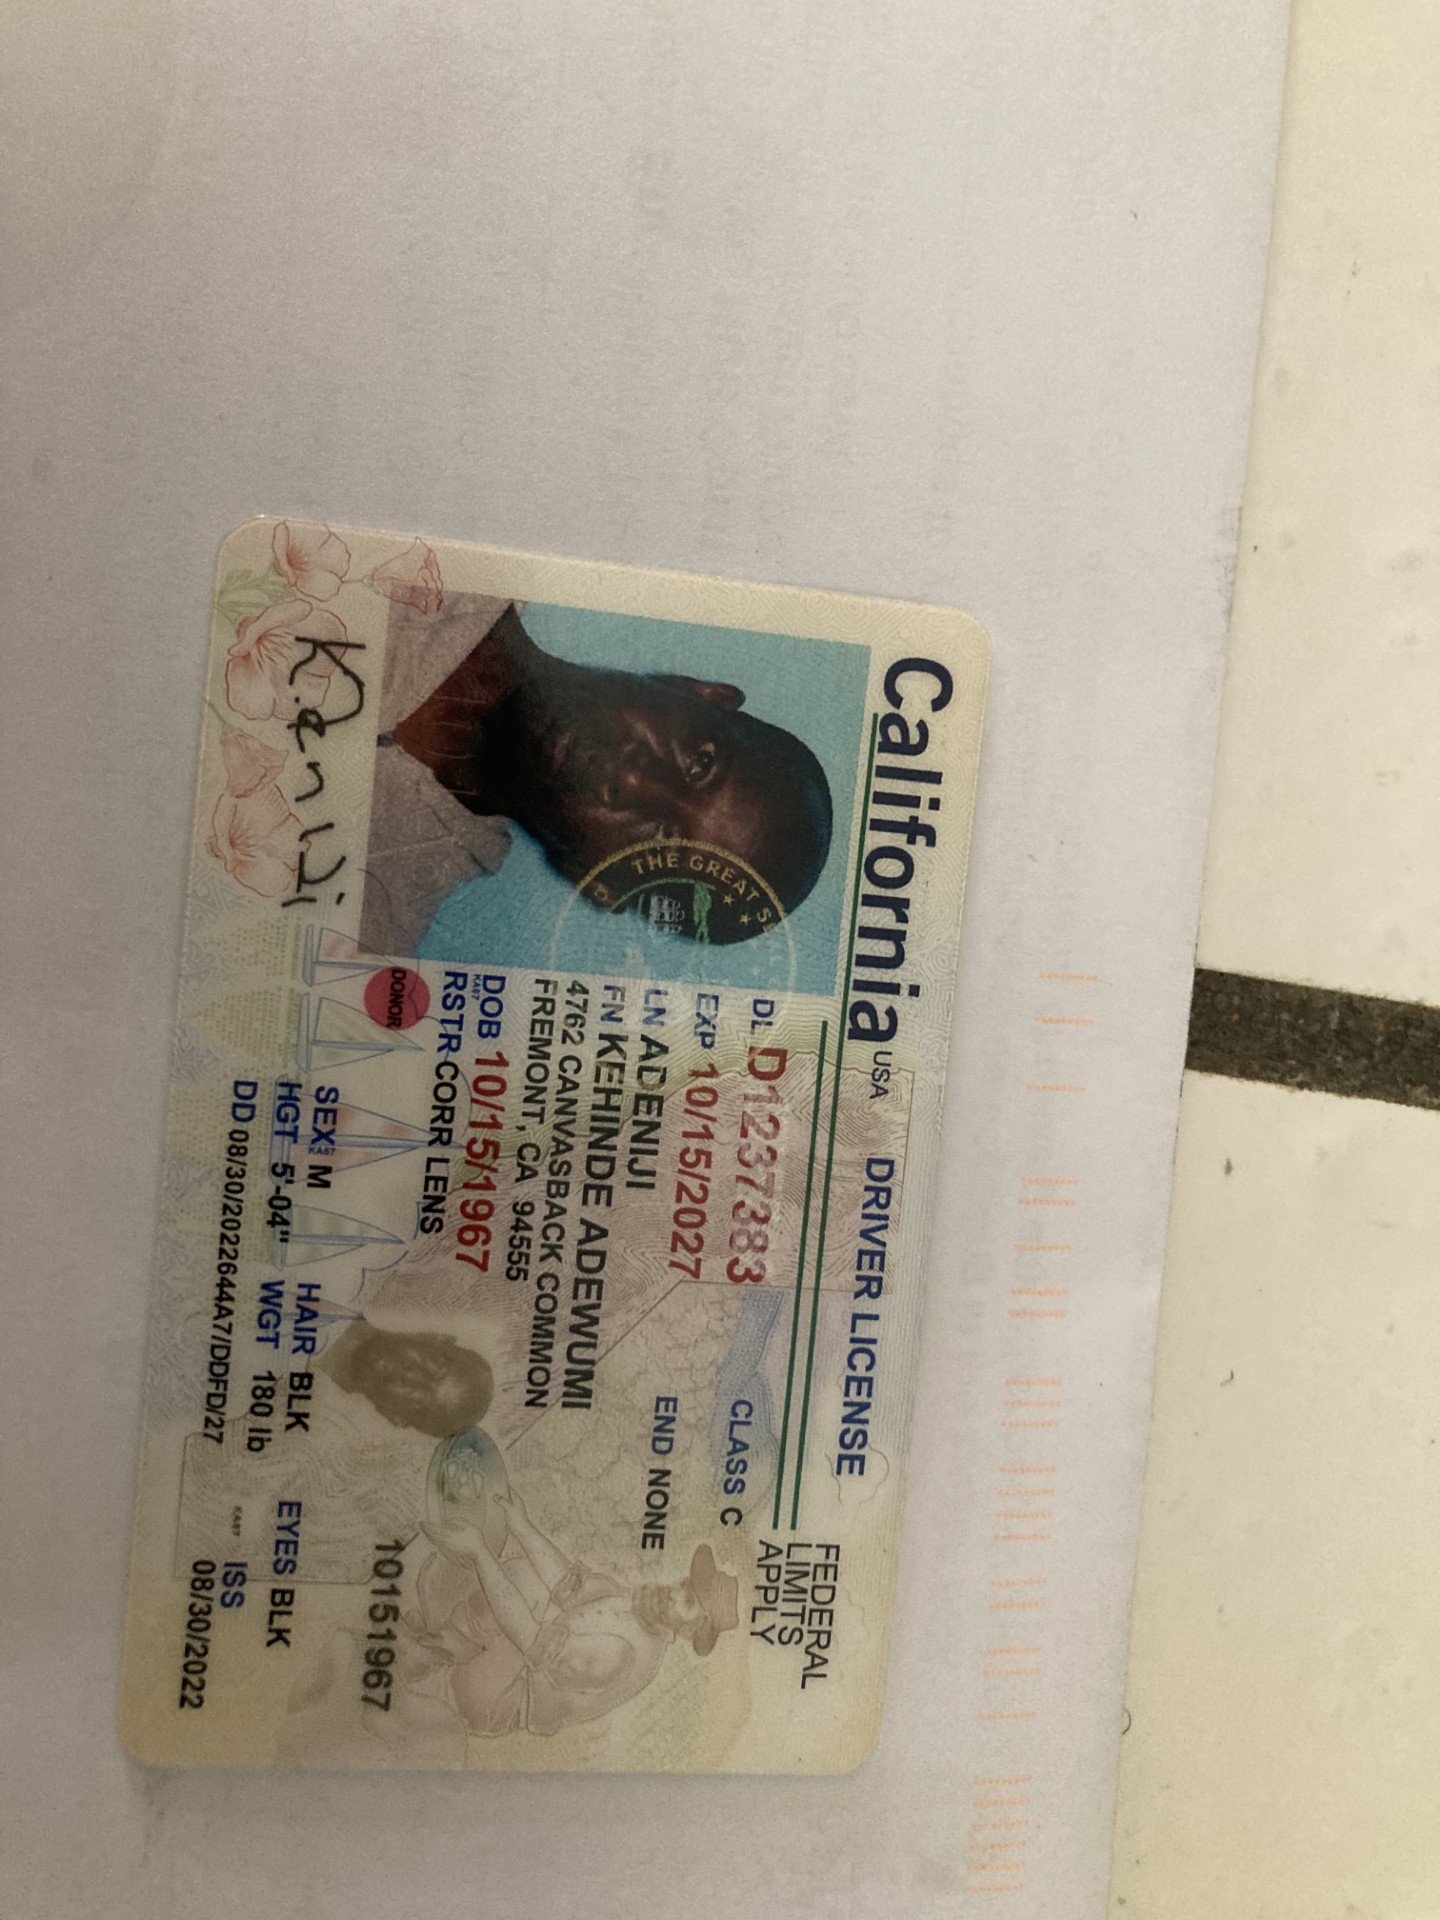 California USA DRIVER LICENSE
FEDERAL
LIMITS
APPLY
DL D1237383
CLASS C
EXP 10/15/2027
END NONE
LN ADENIJI
FN KEHINDE ADEWUMI
4762 CANVASBACK COMMON
FREMONT, CA 94555
DOB 10/15/1967
RSTR CORR LENS
10151967
DONOR
SEX M
HAIR BLK
EYES BLK
HGT 5'-04"
WGT 180 lb
ISS
DD 08/30/2022644A7/DDFD/27
08/30/2022
THE GREAT